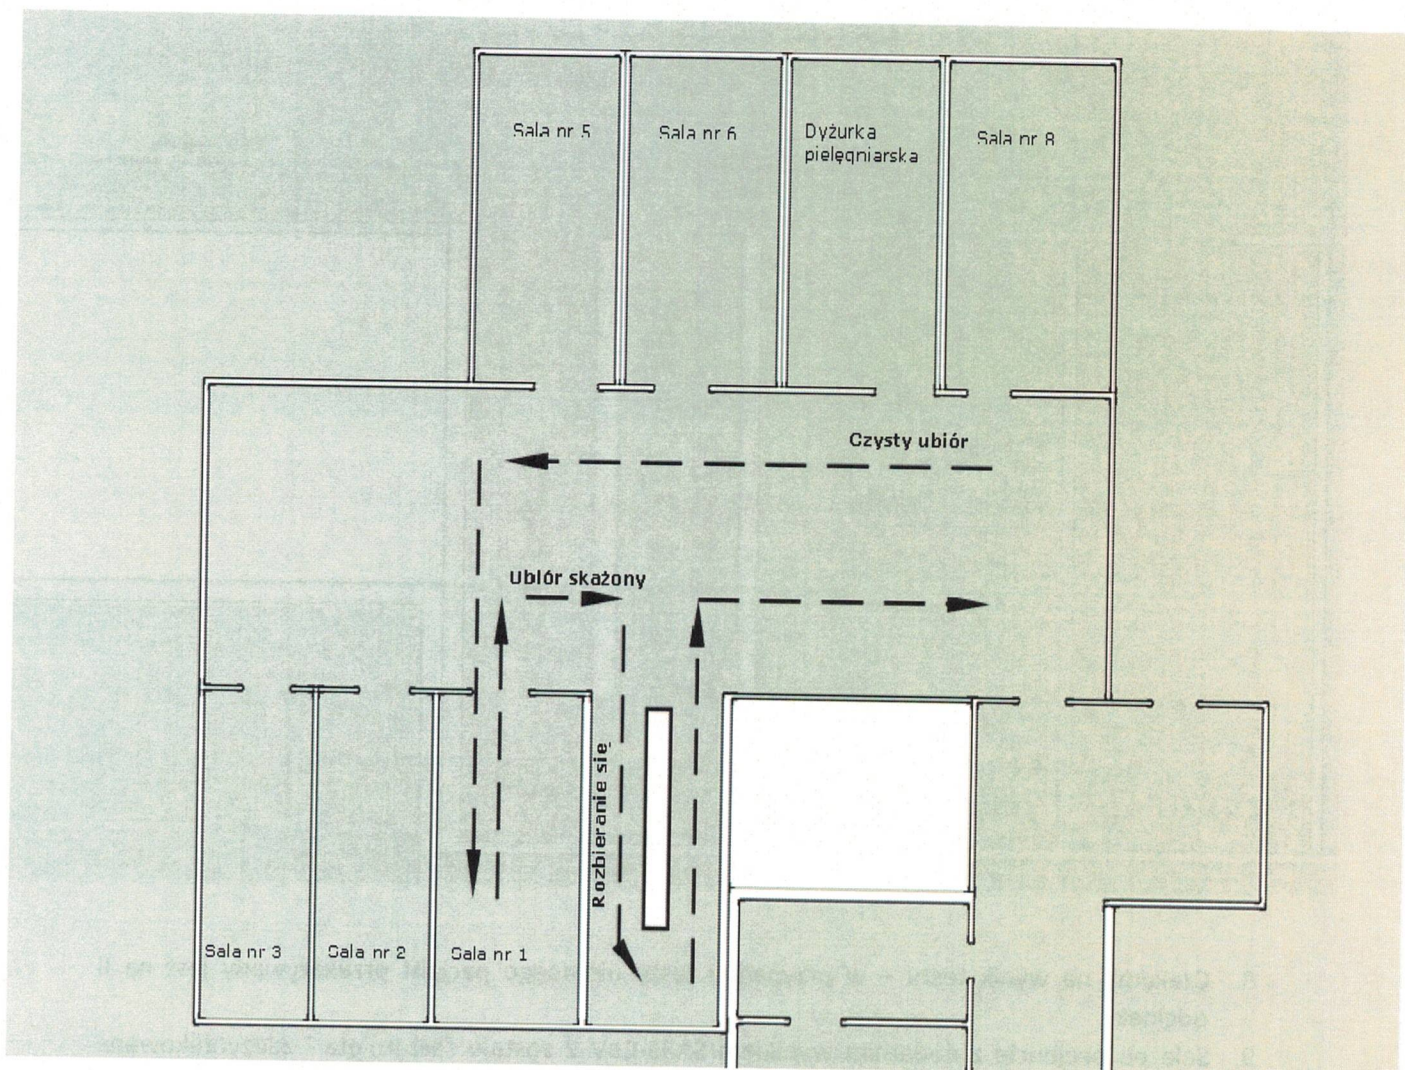 Sala nr 5
Sala nr 6
Dyżurka
pielęgniarska
Sala nr 8
Czysty ubiór
Ubiór skażony
Rozbieranie się
Sala nr 3
Sala nr 2
Sala nr 1